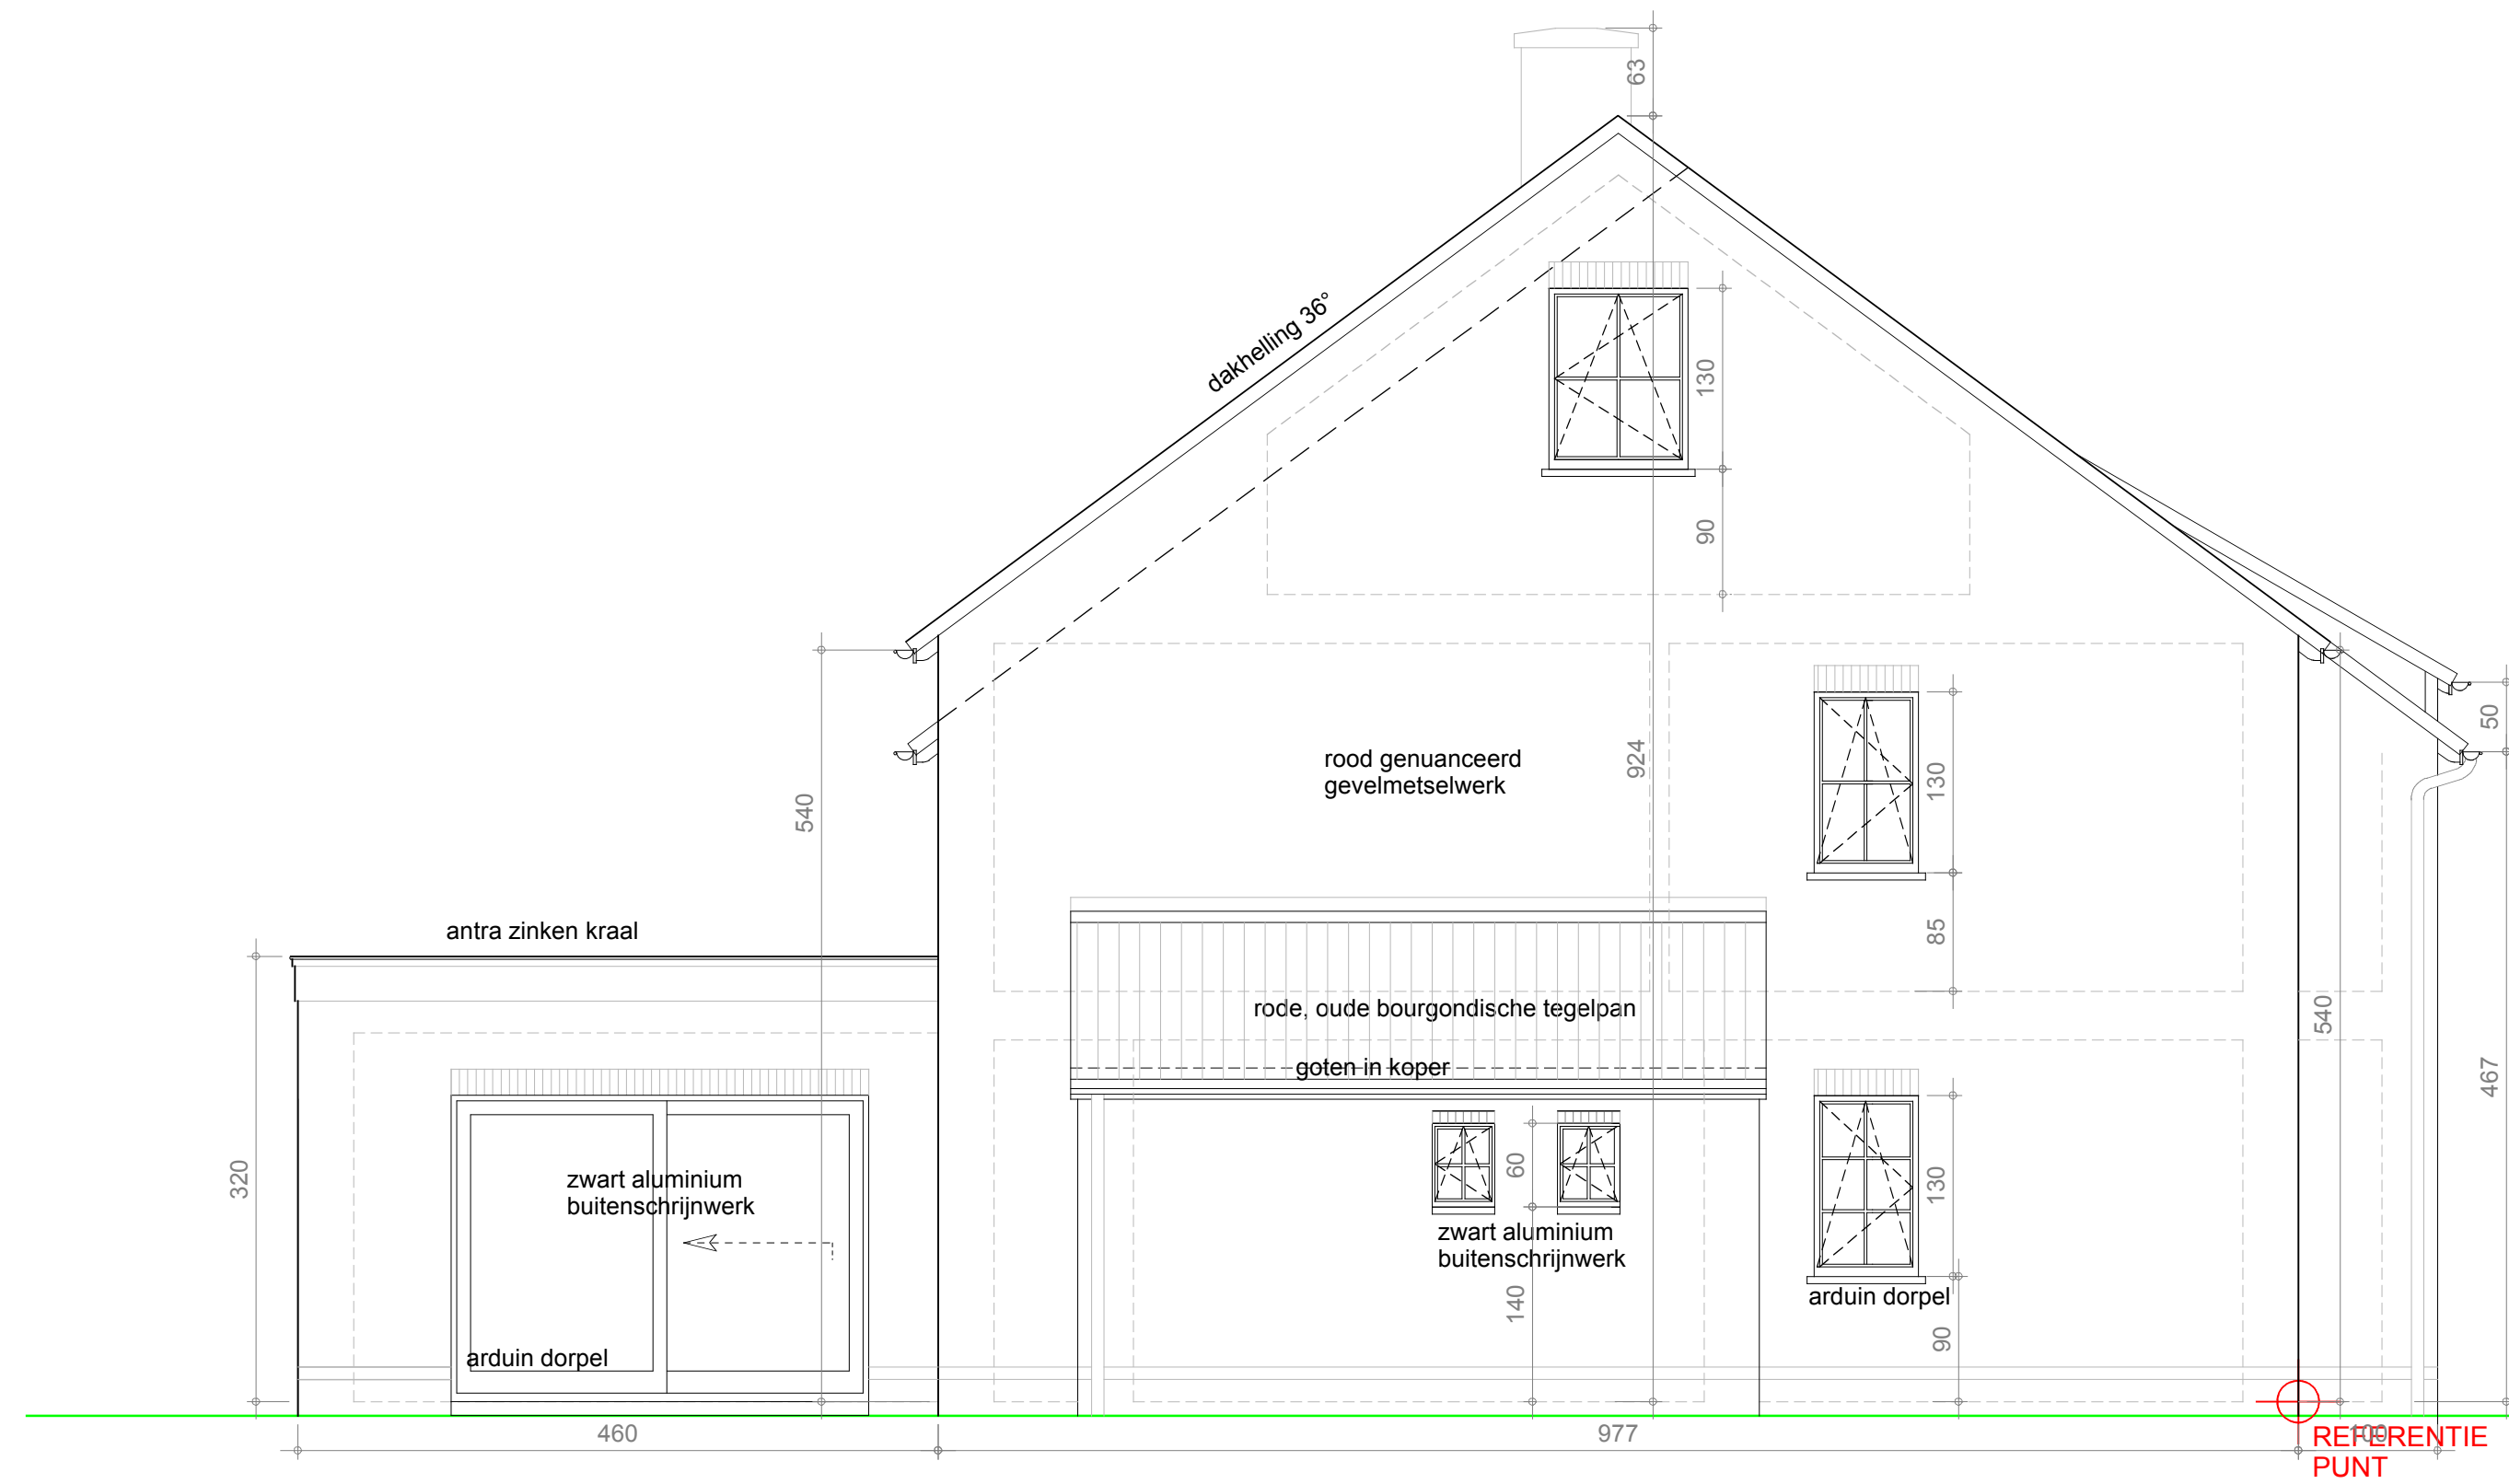 63
dakhelling 36°
130
90
rood genuanceerd
gevelmetselwerk
924
540
130
50
85
antra zinken kraal
rode, oude bourgondische tegelpan
540
goten in koper
467
320
zwart aluminium
buitenschrijnwerk
60
130
zwart aluminium
buitenschrijnwerk
140
arduin dorpel
90
arduin dorpel
460
977
100
REFERENTIE
PUNT